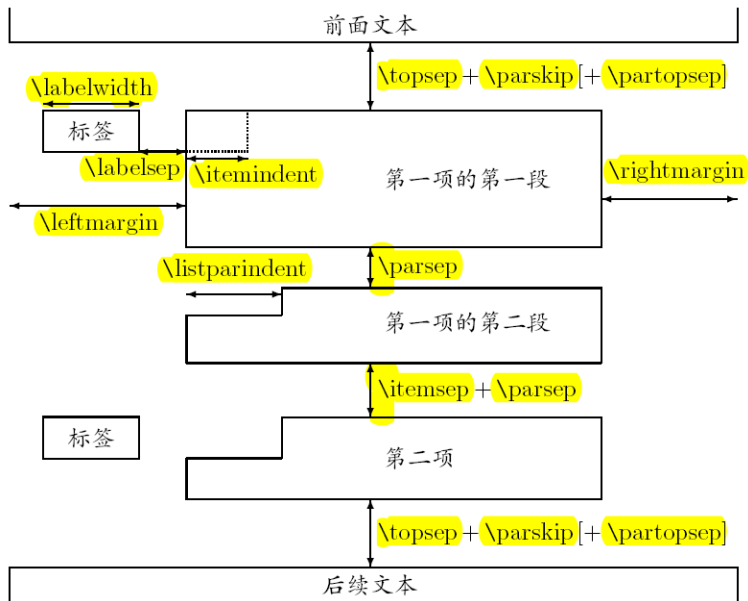 前面文本
\topsep+\parskip[+\partopsep]
\labelwidth
标签
\labelsep
\itemindent
第一项的第一段
\rightmargin
\leftmargin
\listparindent
\parsep
第一项的第二段
\itemsep+\parsep
标签
第二项
\topsep+\parskip[+\partopsep]
后续文本